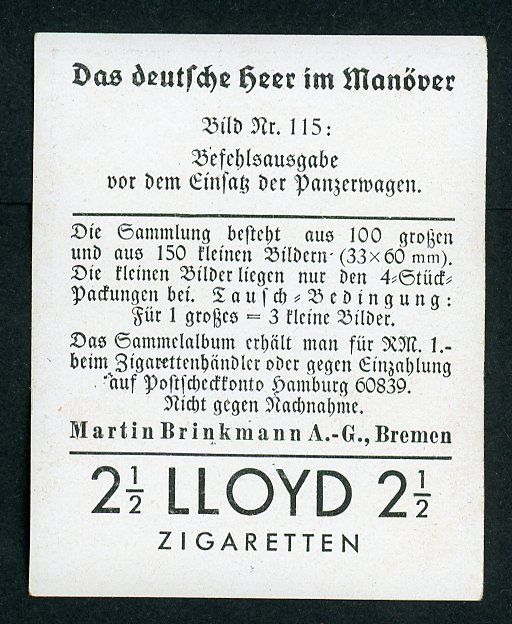 Das deutsche Heer im Manöver
Bild Nr. 115:
Befehlsausgabe
vor dem Einsatz der Panzerwagen.
Die Sammlung besteht aus 100 großen
und aus 150 kleinen Bildern (33×60 mm).
Die kleinen Bilder liegen nur den 4=Stück=
Packungen bei. Tausch=Bedingung:
Für 1 großes = 3 kleine Bilder.
Das Sammelalbum erhält man für RM. 1.-
beim Zigarettenhändler oder gegen Einzahlung
auf Postscheckkonto Hamburg 60839.
Nicht gegen Nachnahme.
Martin Brinkmann A.-G., Bremen
2½ LLOYD 2½
ZIGARETTEN